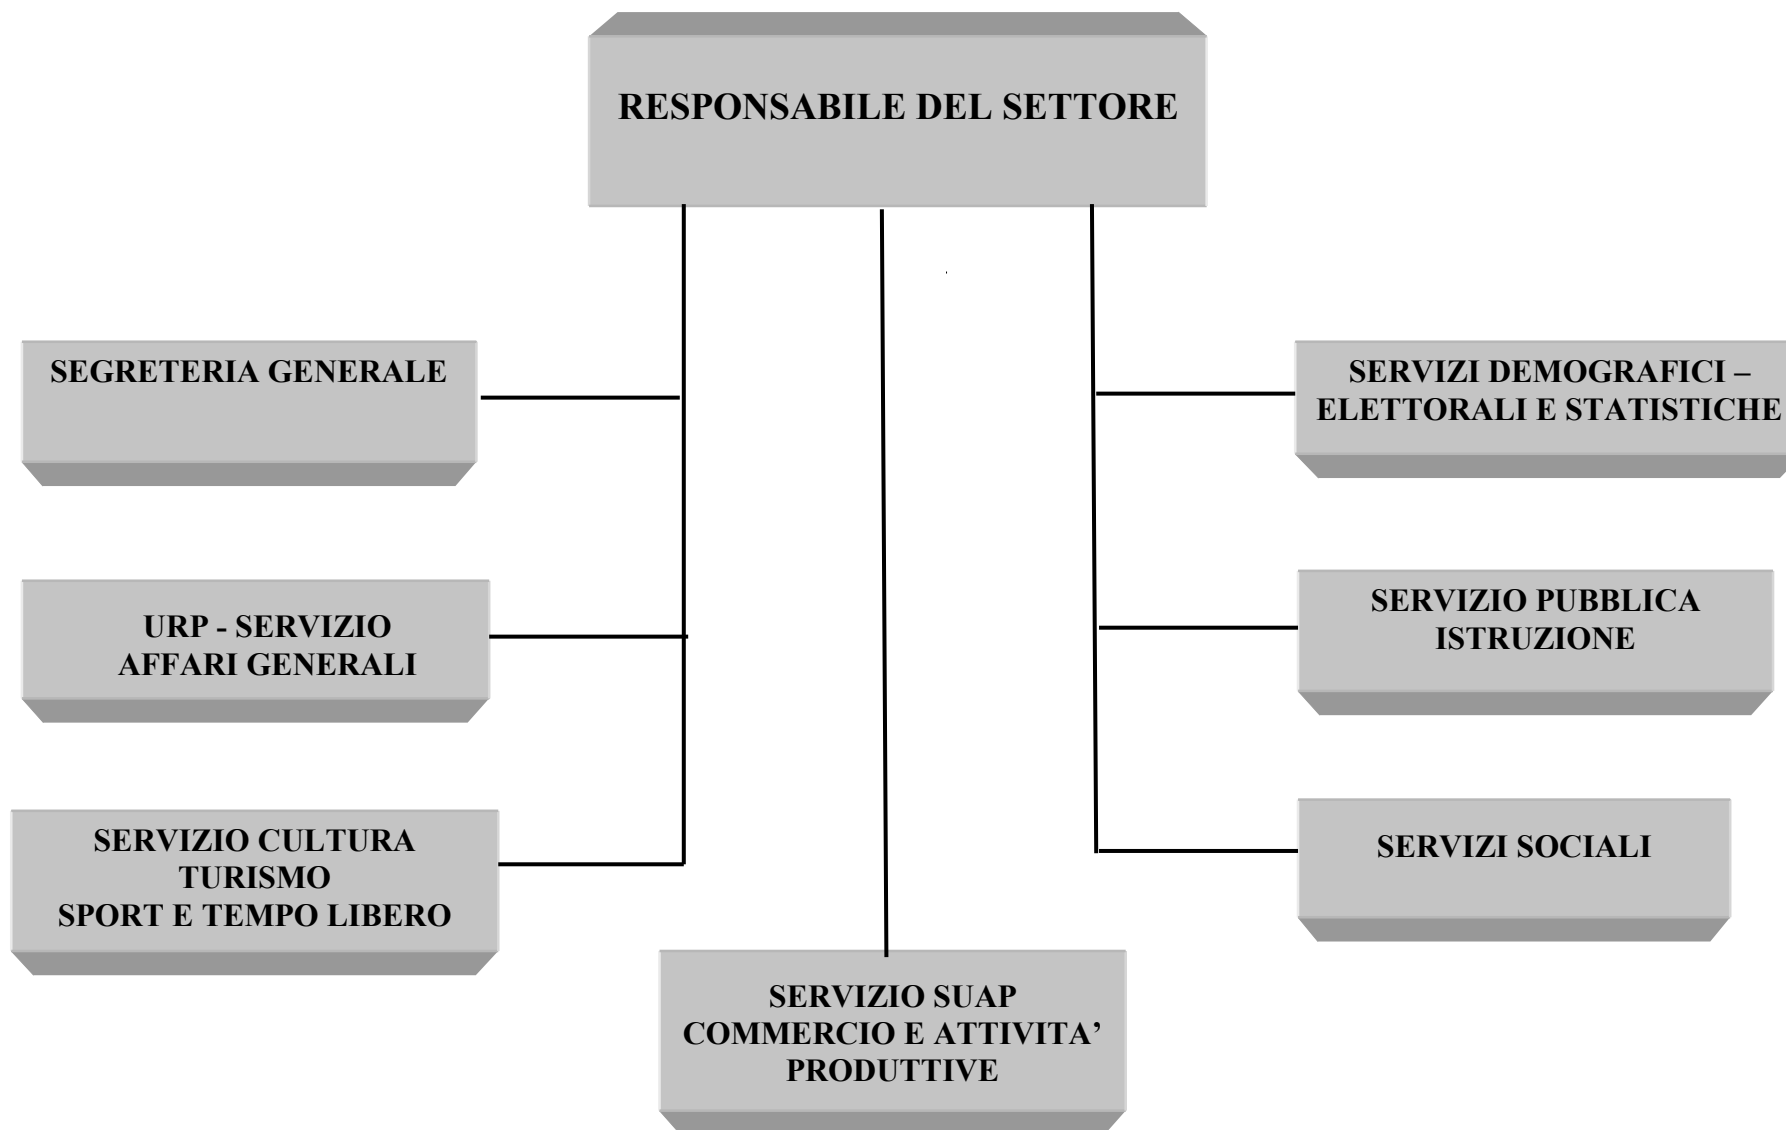 RESPONSABILE DEL SETTORE
SEGRETERIA GENERALE
SERVIZI DEMOGRAFICI –
ELETTORALI E STATISTICHE
URP - SERVIZIO
AFFARI GENERALI
SERVIZIO PUBBLICA
ISTRUZIONE
SERVIZIO CULTURA
TURISMO
SPORT E TEMPO LIBERO
SERVIZI SOCIALI
SERVIZIO SUAP
COMMERCIO E ATTIVITA’
PRODUTTIVE